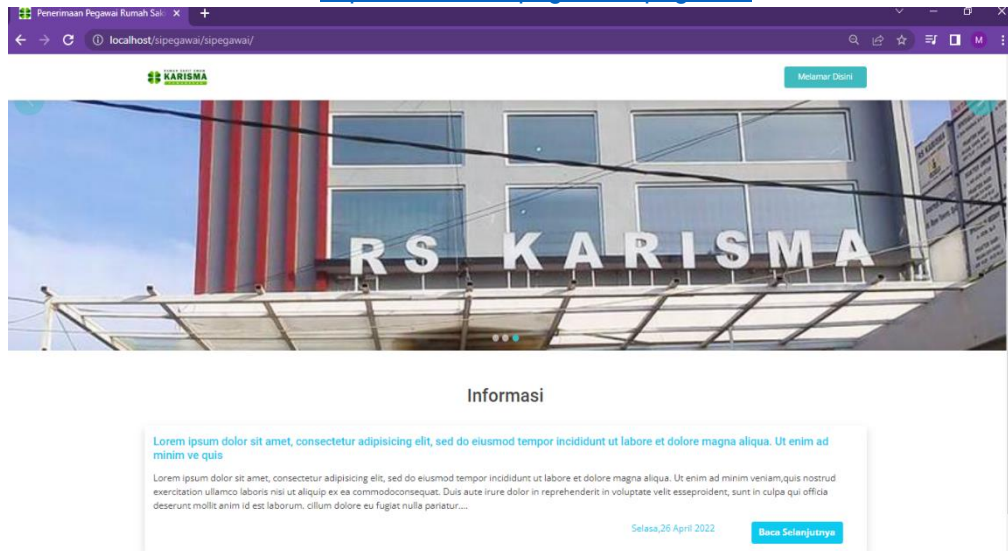 Penerimaan Pegawai Rumah Saki
localhost/sipegawai/sipegawai/
M
KARISMA
Melamar Disini
RS KARISMA
Informasi
Lorem ipsum dolor sit amet, consectetur adipisicing elit, sed do eiusmod tempor incididunt ut labore et dolore magna aliqua. Ut enim ad
minim ve quis
Lorem ipsum dolor sit amet, consectetur adipisicing elit, sed do eiusmod tempor incididunt ut labore et dolore magna aliqua. Ut enim ad minim veniam,quis nostrud
exercitation ullamco laboris nisi ut aliquip ex ea commodoconsequat. Duis aute irure dolor in reprehenderit in voluptate velit esseproident, sunt in culpa qui officia
deserunt mollit anim id est laborum. cillum dolore eu fugiat nulla pariatur....
Selasa,26 April 2022
Baca Selanjutnya